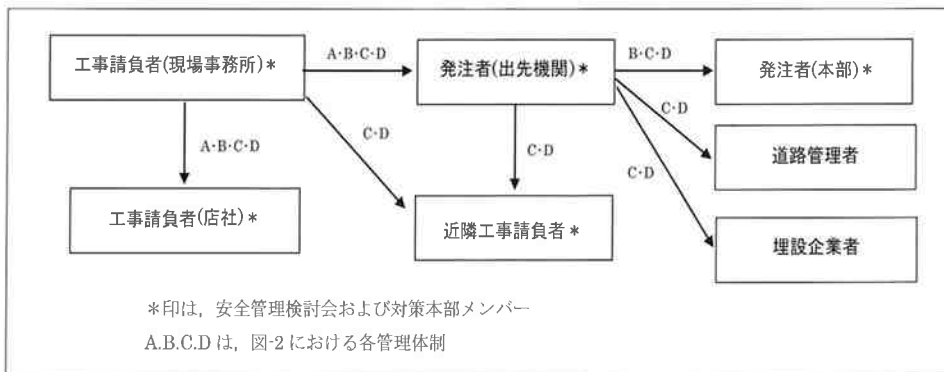 工事請負者(現場事務所)*
A·B·C·D
発注者(出先機関)*
B·C·D
発注者(本部)*
C·D
道路管理者
A·B·C·D
C·D
C·D
C·D
工事請負者(店社)*
近隣工事請負者*
埋設企業者
*印は,安全管理検討会および対策本部メンバー
A.B.C.Dは,図-2における各管理体制